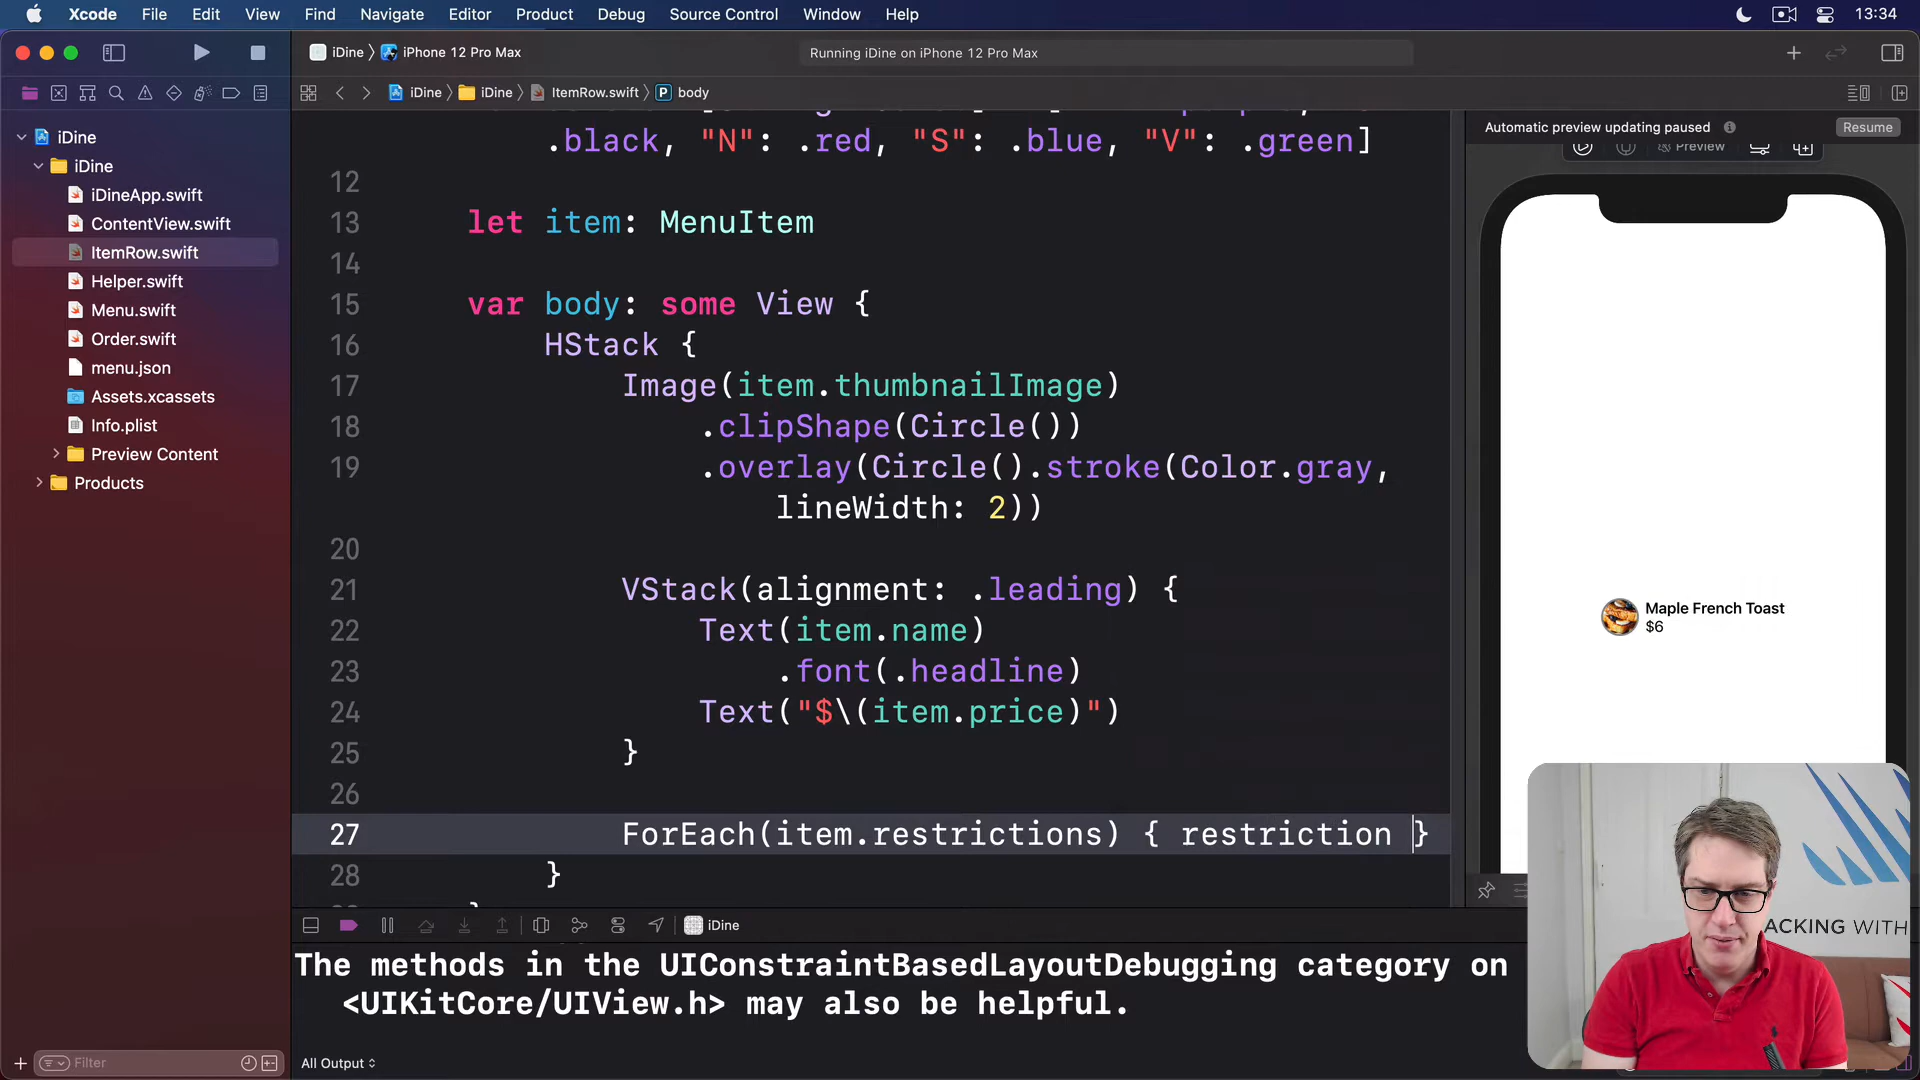 Xcode File Edit View Find Navigate Editor Product Debug Source Control Window Help 13:34
iDine iPhone 12 Pro Max Running iDine on iPhone 12 Pro Max
iDine iDine ItemRow.swift P body
iDine
iDine
iDineApp.swift
ContentView.swift
ItemRow.swift
Helper.swift
Menu.swift
Order.swift
menu.json
Assets.xcassets
Info.plist
Preview Content
Products
Filter
.black, "N": .red, "S": .blue, "V": .green]
12
13 let item: MenuItem
14
15 var body: some View {
16 HStack {
17 Image(item.thumbnailImage)
18 .clipShape(Circle())
19 .overlay(Circle().stroke(Color.gray,
lineWidth: 2))
20
21 VStack(alignment: .leading) {
22 Text(item.name)
23 .font(.headline)
24 Text("$\(item.price)")
25 }
26
27 ForEach(item.restrictions) { restriction }
28 }
Automatic preview updating paused Resume
Preview
Maple French Toast
$6
iDine
The methods in the UIConstraintBasedLayoutDebugging category on
<UIKitCore/UIView.h> may also be helpful.
All Output
ACKING WITH